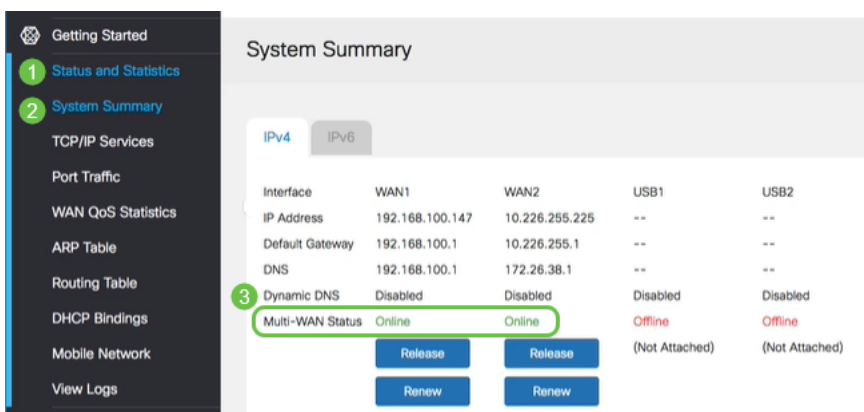 Getting Started
1 Status and Statistics
2 System Summary
TCP/IP Services
Port Traffic
WAN QoS Statistics
ARP Table
Routing Table
DHCP Bindings
Mobile Network
View Logs
System Summary
IPv4 IPv6
Interface WAN1 WAN2 USB1 USB2
IP Address 192.168.100.147 10.226.255.225 -- --
Default Gateway 192.168.100.1 10.226.255.1 -- --
DNS 192.168.100.1 172.26.38.1 -- --
3 Dynamic DNS Disabled Disabled Disabled Disabled
Multi-WAN Status Online Online Offline Offline
Release Release (Not Attached) (Not Attached)
Renew Renew